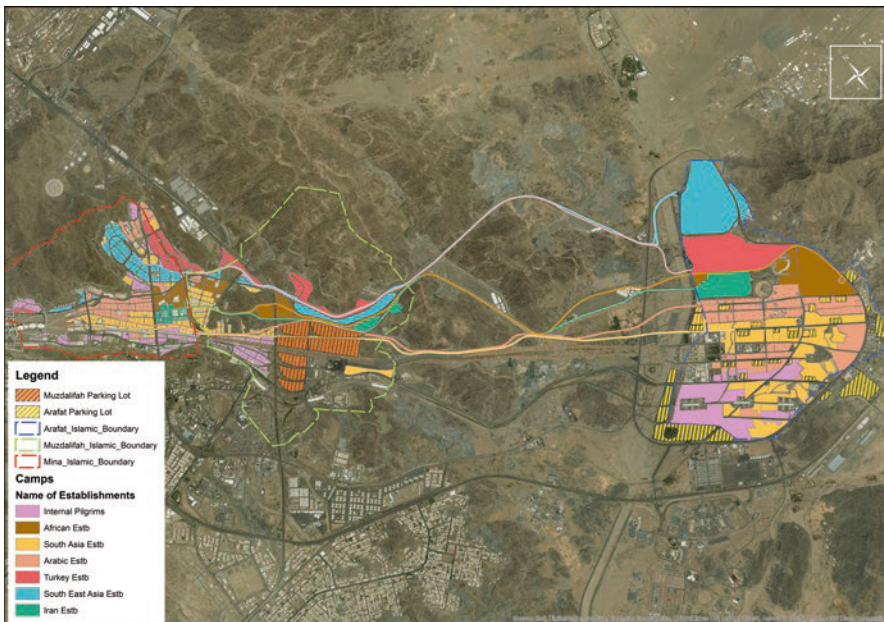 Legend
Muzdalifah Parking Lot
Arafat Parking Lot
Arafat_Islamic_Boundary
Muzdalifah_Islamic_Boundary
Mina_Islamic_Boundary
Camps
Name of Establishments
Internal Pilgrims
African Estb
South Asia Estb
Arabic Estb
Turkey Estb
South East Asia Estb
Iran Estb